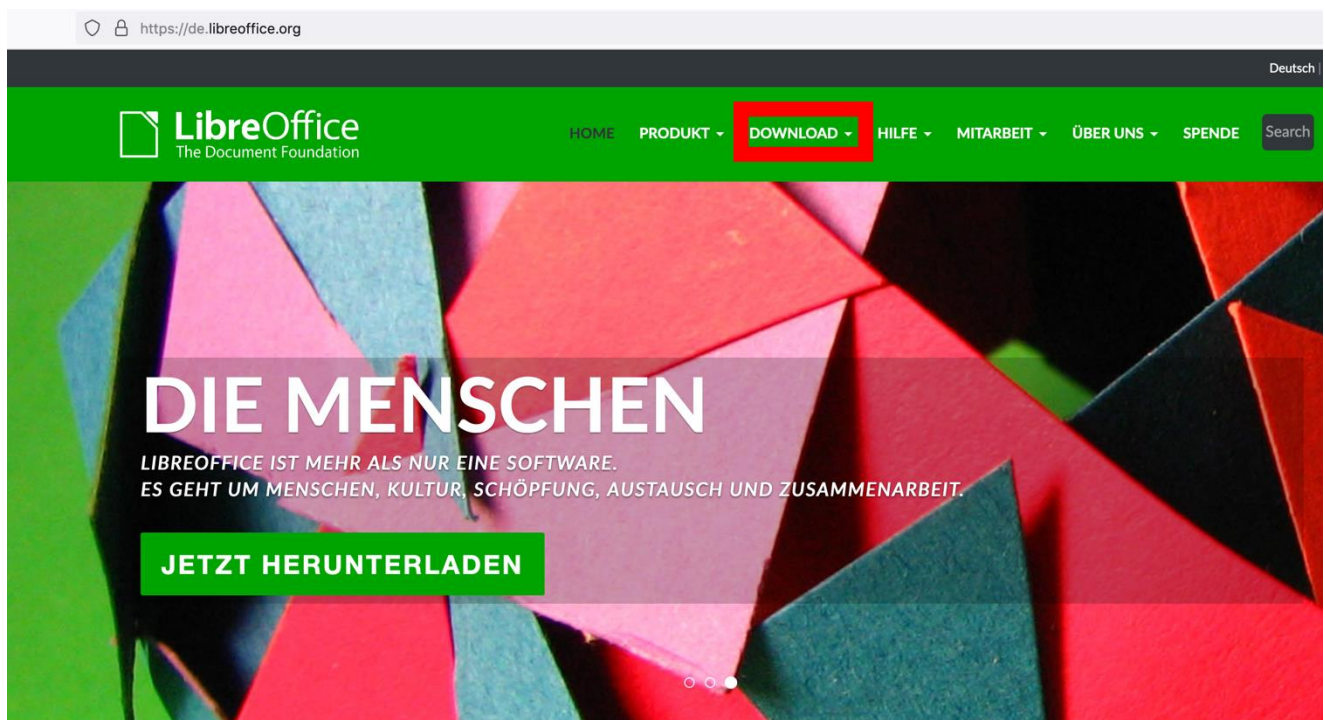 https://de.libreoffice.org
Deutsch |
LibreOffice
The Document Foundation
HOME PRODUKT DOWNLOAD HILFE MITARBEIT ÜBER UNS SPENDE Search
DIE MENSCHEN
LIBREOFFICE IST MEHR ALS NUR EINE SOFTWARE.
ES GEHT UM MENSCHEN, KULTUR, SCHÖPFUNG, AUSTAUSCH UND ZUSAMMENARBEIT.
JETZT HERUNTERLADEN